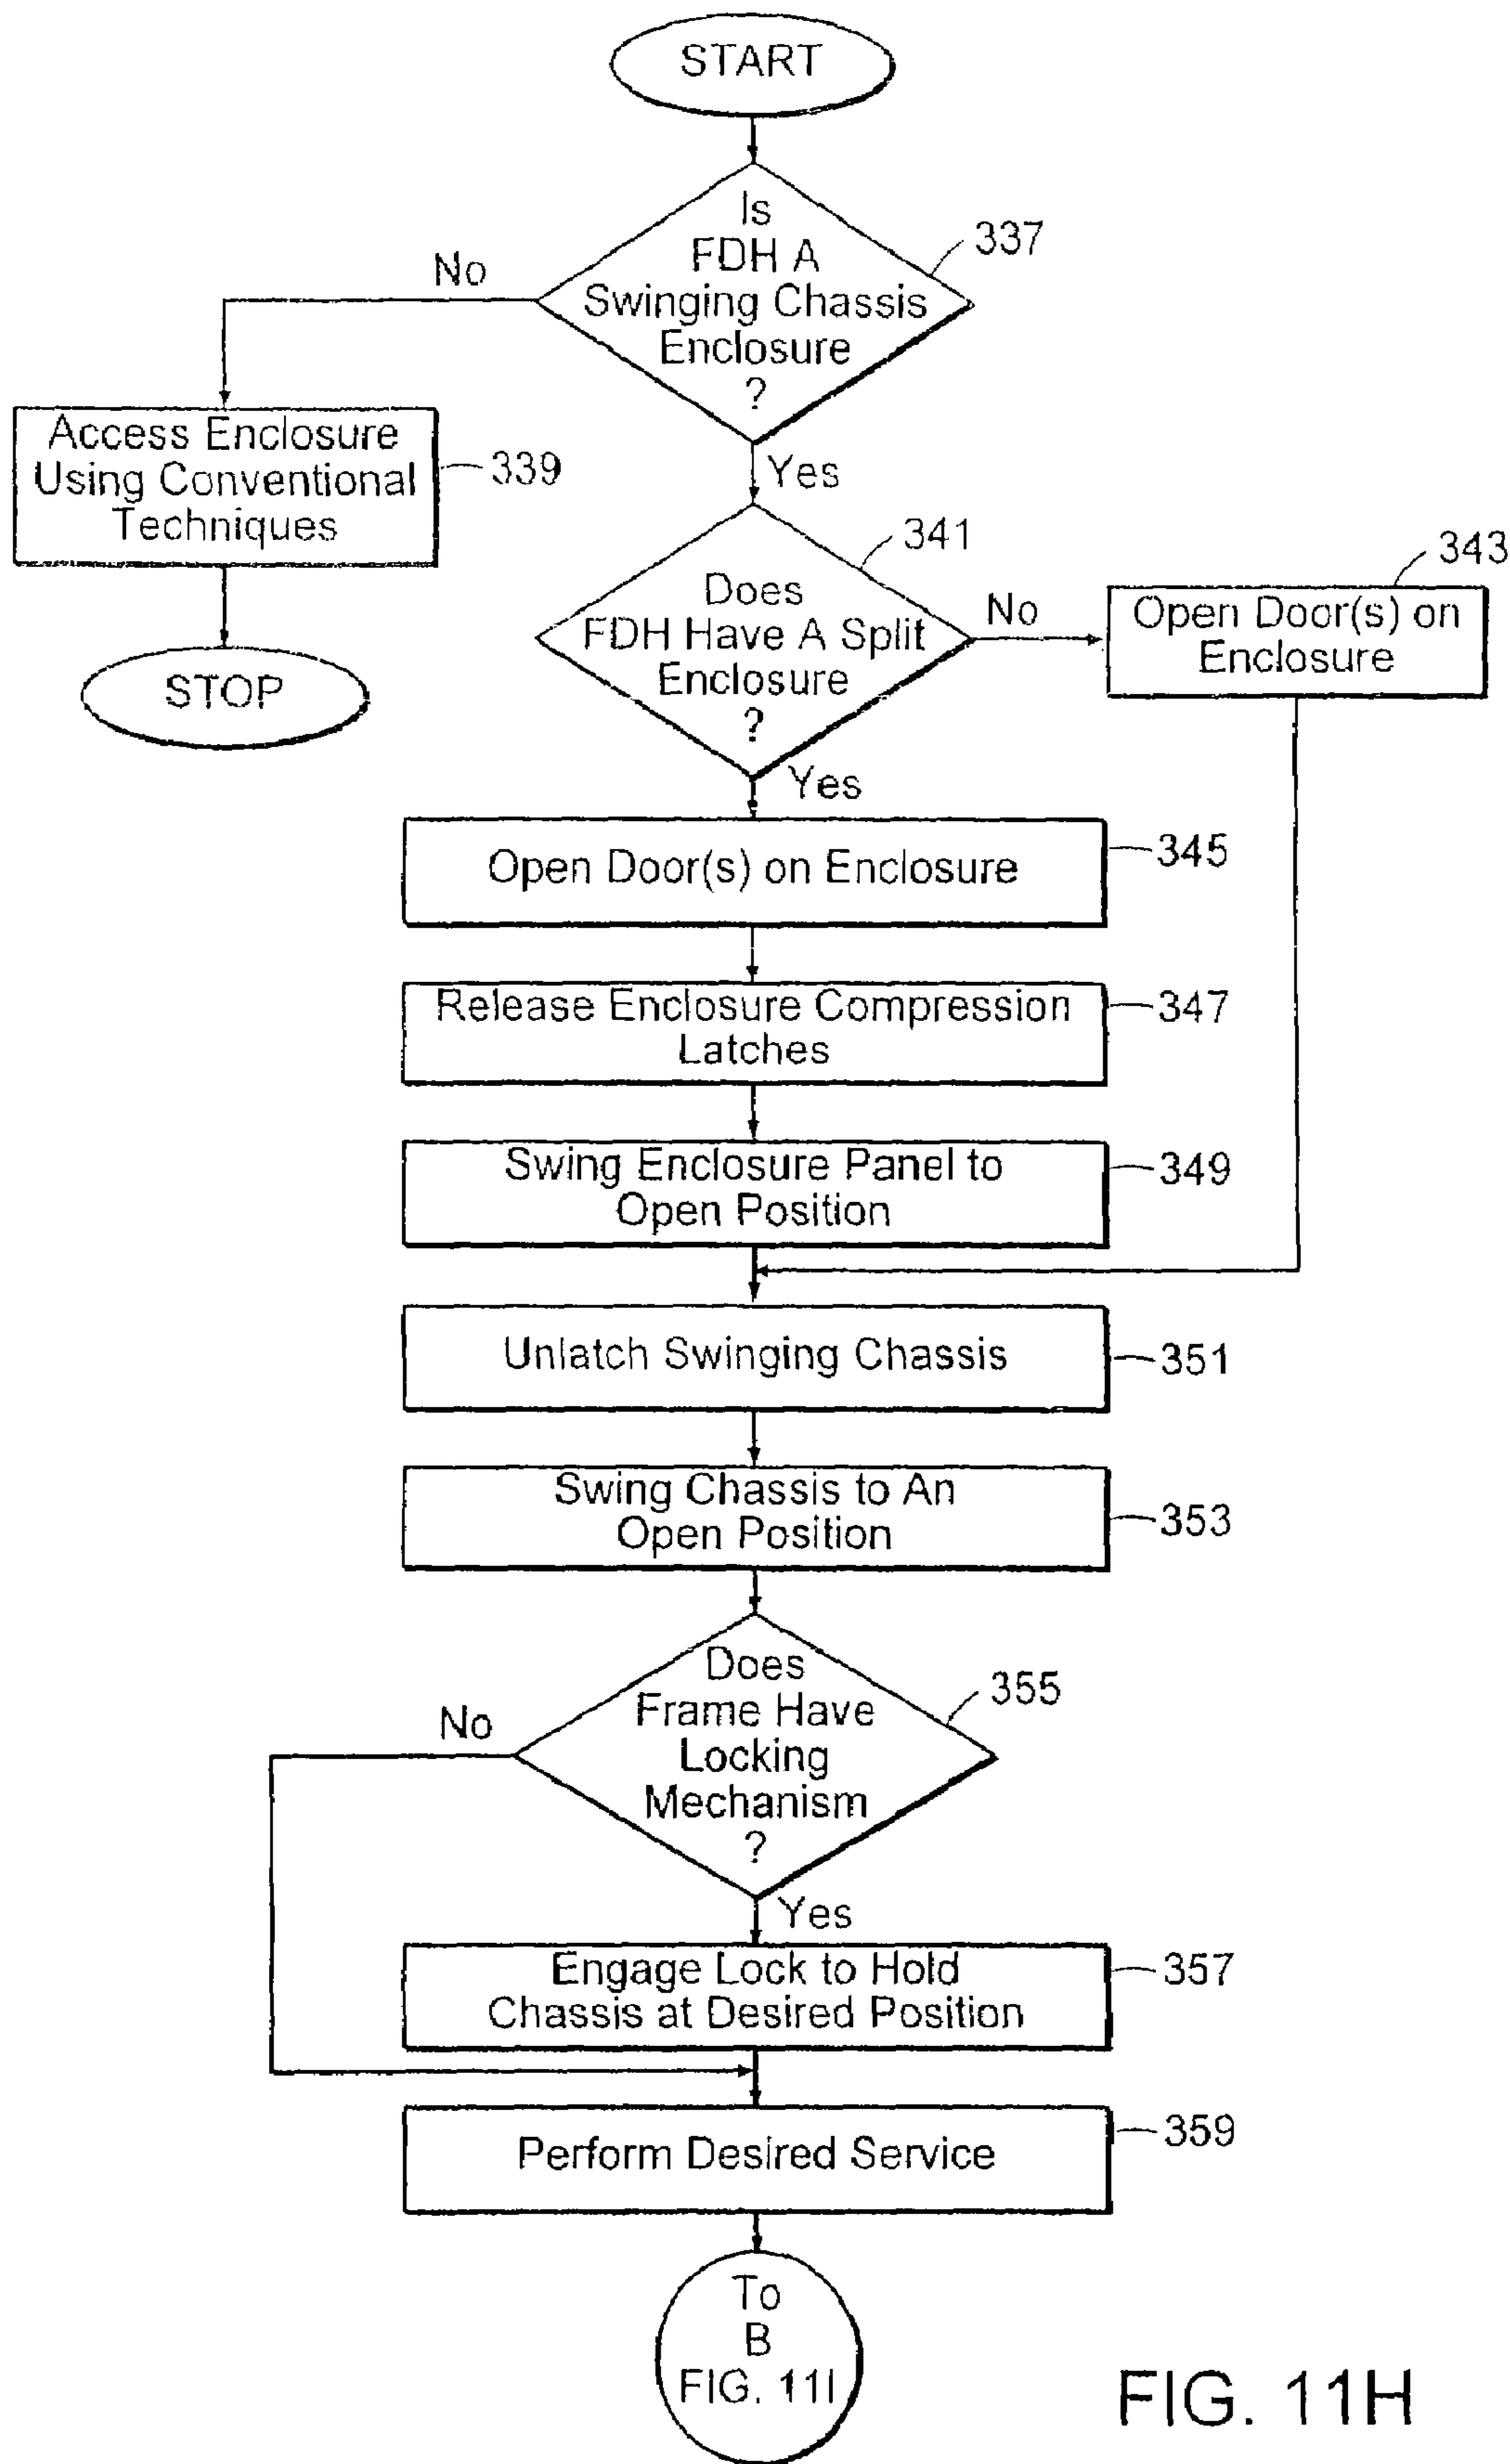 START
Is
FDH A
Swinging Chassis
Enclosure
?
337
No
Yes
Access Enclosure
Using Conventional
Techniques
339
STOP
341
Does
FDH Have A Split
Enclosure
?
No
Yes
343
Open Door(s) on
Enclosure
Open Door(s) on Enclosure
345
Release Enclosure Compression
Latches
347
Swing Enclosure Panel to
Open Position
349
Unlatch Swinging Chassis
351
Swing Chassis to An
Open Position
353
Does
Frame Have
Locking
Mechanism
?
355
No
Yes
Engage Lock to Hold
Chassis at Desired Position
357
Perform Desired Service
359
To
B
FIG. 11I
FIG. 11H